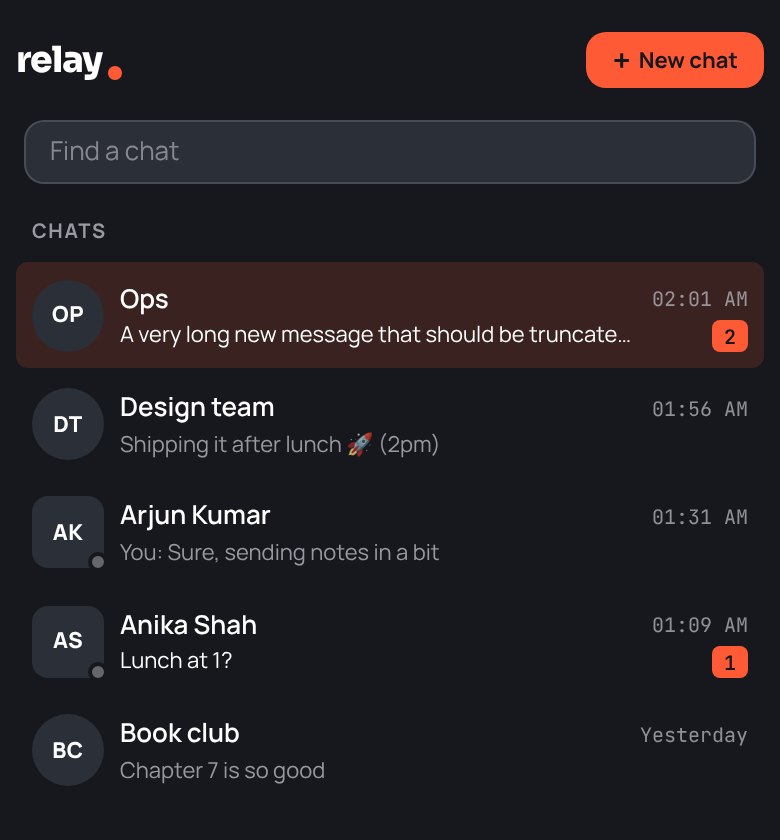 relay
+ New chat
Find a chat
CHATS
OP Ops 02:01 AM
A very long new message that should be truncate… 2
DT Design team 01:56 AM
Shipping it after lunch 🚀 (2pm)
AK Arjun Kumar 01:31 AM
You: Sure, sending notes in a bit
AS Anika Shah 01:09 AM
Lunch at 1? 1
BC Book club Yesterday
Chapter 7 is so good